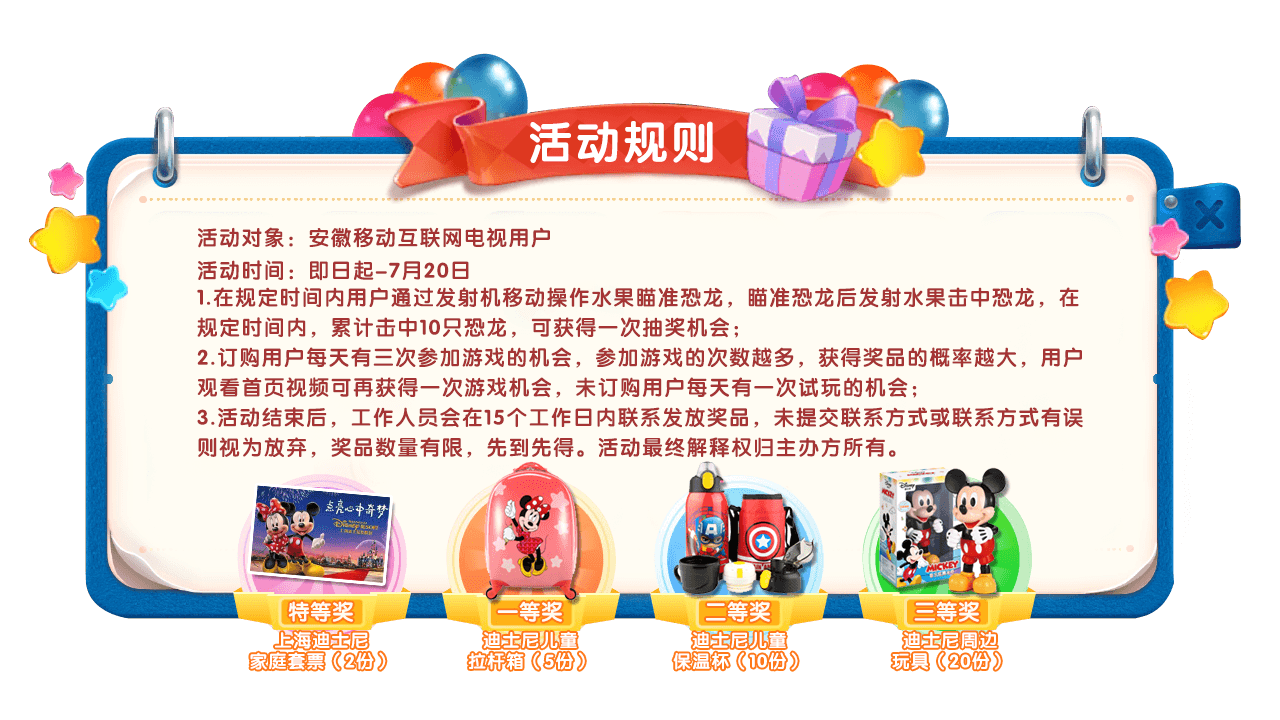 活动规则
活动对象：安徽移动互联网电视用户
活动时间：即日起-7月20日
1.在规定时间内用户通过发射机移动操作水果瞄准恐龙，瞄准恐龙后发射水果击中恐龙，在
规定时间内，累计击中10只恐龙，可获得一次抽奖机会；
2.订购用户每天有三次参加游戏的机会，参加游戏的次数越多，获得奖品的概率越大，用户
观看首页视频可再获得一次游戏机会，未订购用户每天有一次试玩的机会；
3.活动结束后，工作人员会在15个工作日内联系发放奖品，未提交联系方式或联系方式有误
则视为放弃，奖品数量有限，先到先得。活动最终解释权归主办方所有。
点亮心中奇梦
Disney RESORT
Disney
MICKEY
MICKEY
特等奖
上海迪士尼
家庭套票（2份）
一等奖
迪士尼儿童
拉杆箱（5份）
二等奖
迪士尼儿童
保温杯（10份）
三等奖
迪士尼周边
玩具（20份）